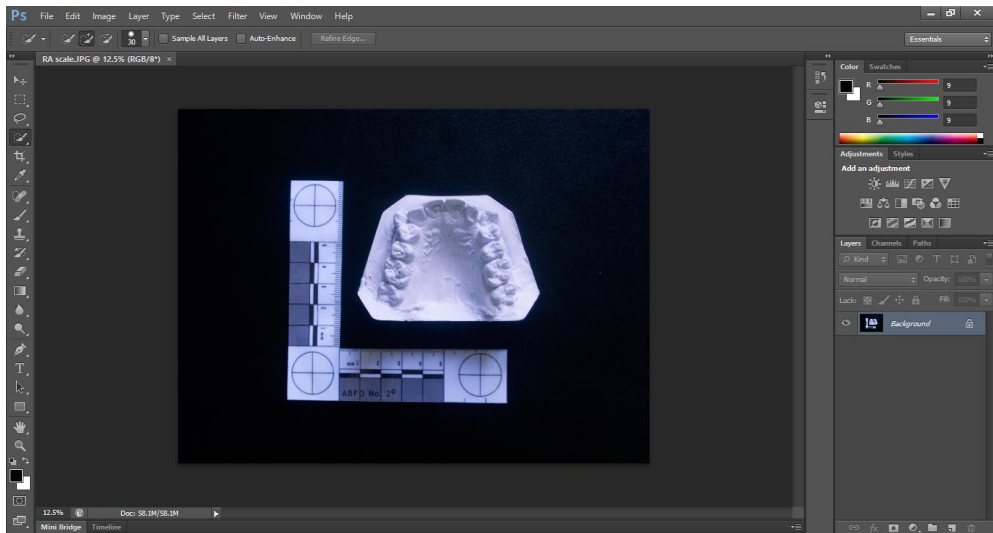 Ps File Edit Image Layer Type Select Filter View Window Help
30 Sample All Layers Auto-Enhance Refine Edge... Essentials
RA scale.JPG @ 12.5% (RGB/8*) ×
Color Swatches
R 9
G 9
B 9
Adjustments Styles
Add an adjustment
Layers Channels Paths
Kind
Normal Opacity: 100%
Lock: Fill: 100%
Background
ABFO No. 2©
12.5% Doc: 58.1M/58.1M
Mini Bridge Timeline